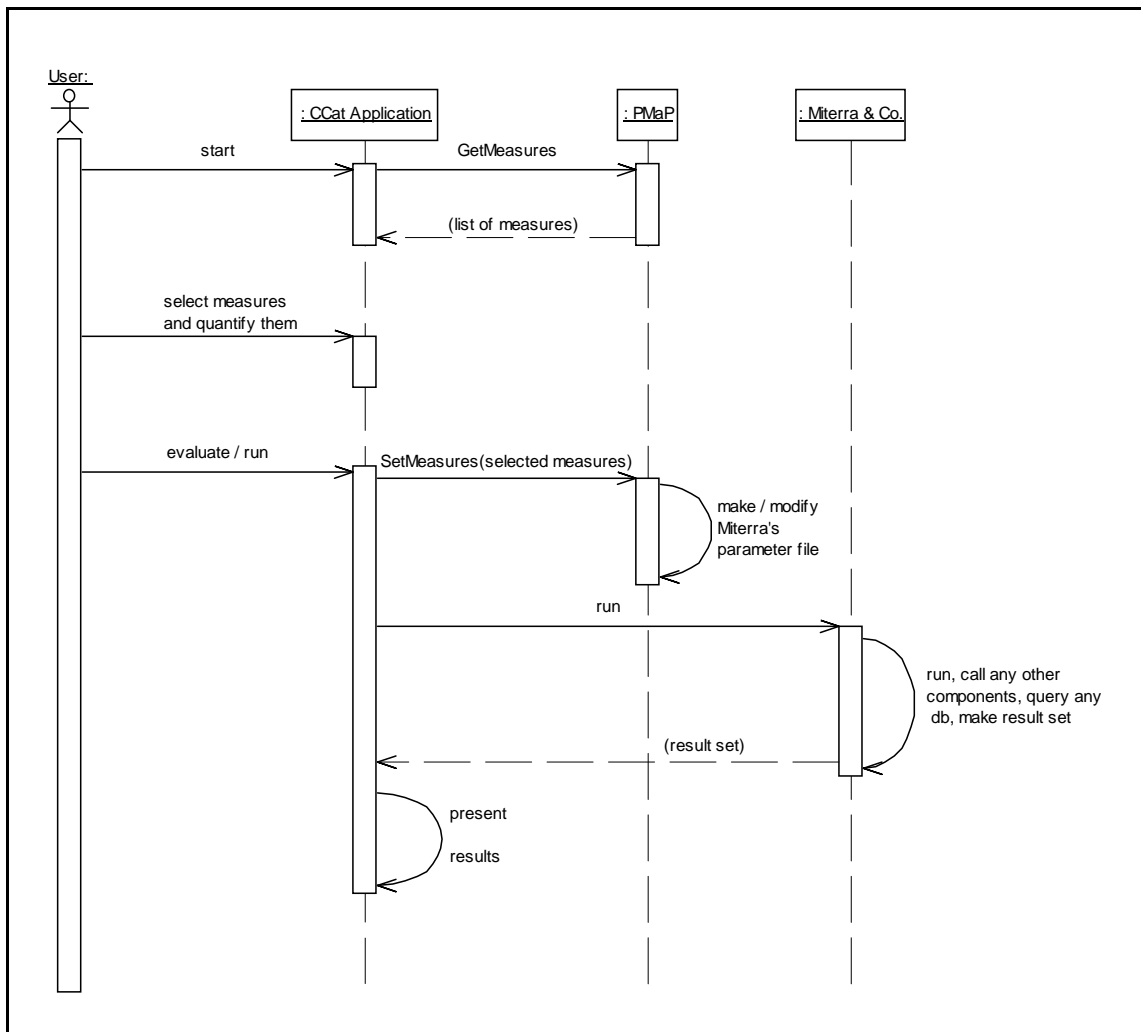 User:
: CCat Application
: PMaP
: Miterra & Co.
start
GetMeasures
(list of measures)
select measures
and quantify them
evaluate / run
SetMeasures(selected measures)
make / modify
Miterra's
parameter file
run
run, call any other
components, query any
db, make result set
(result set)
present
results